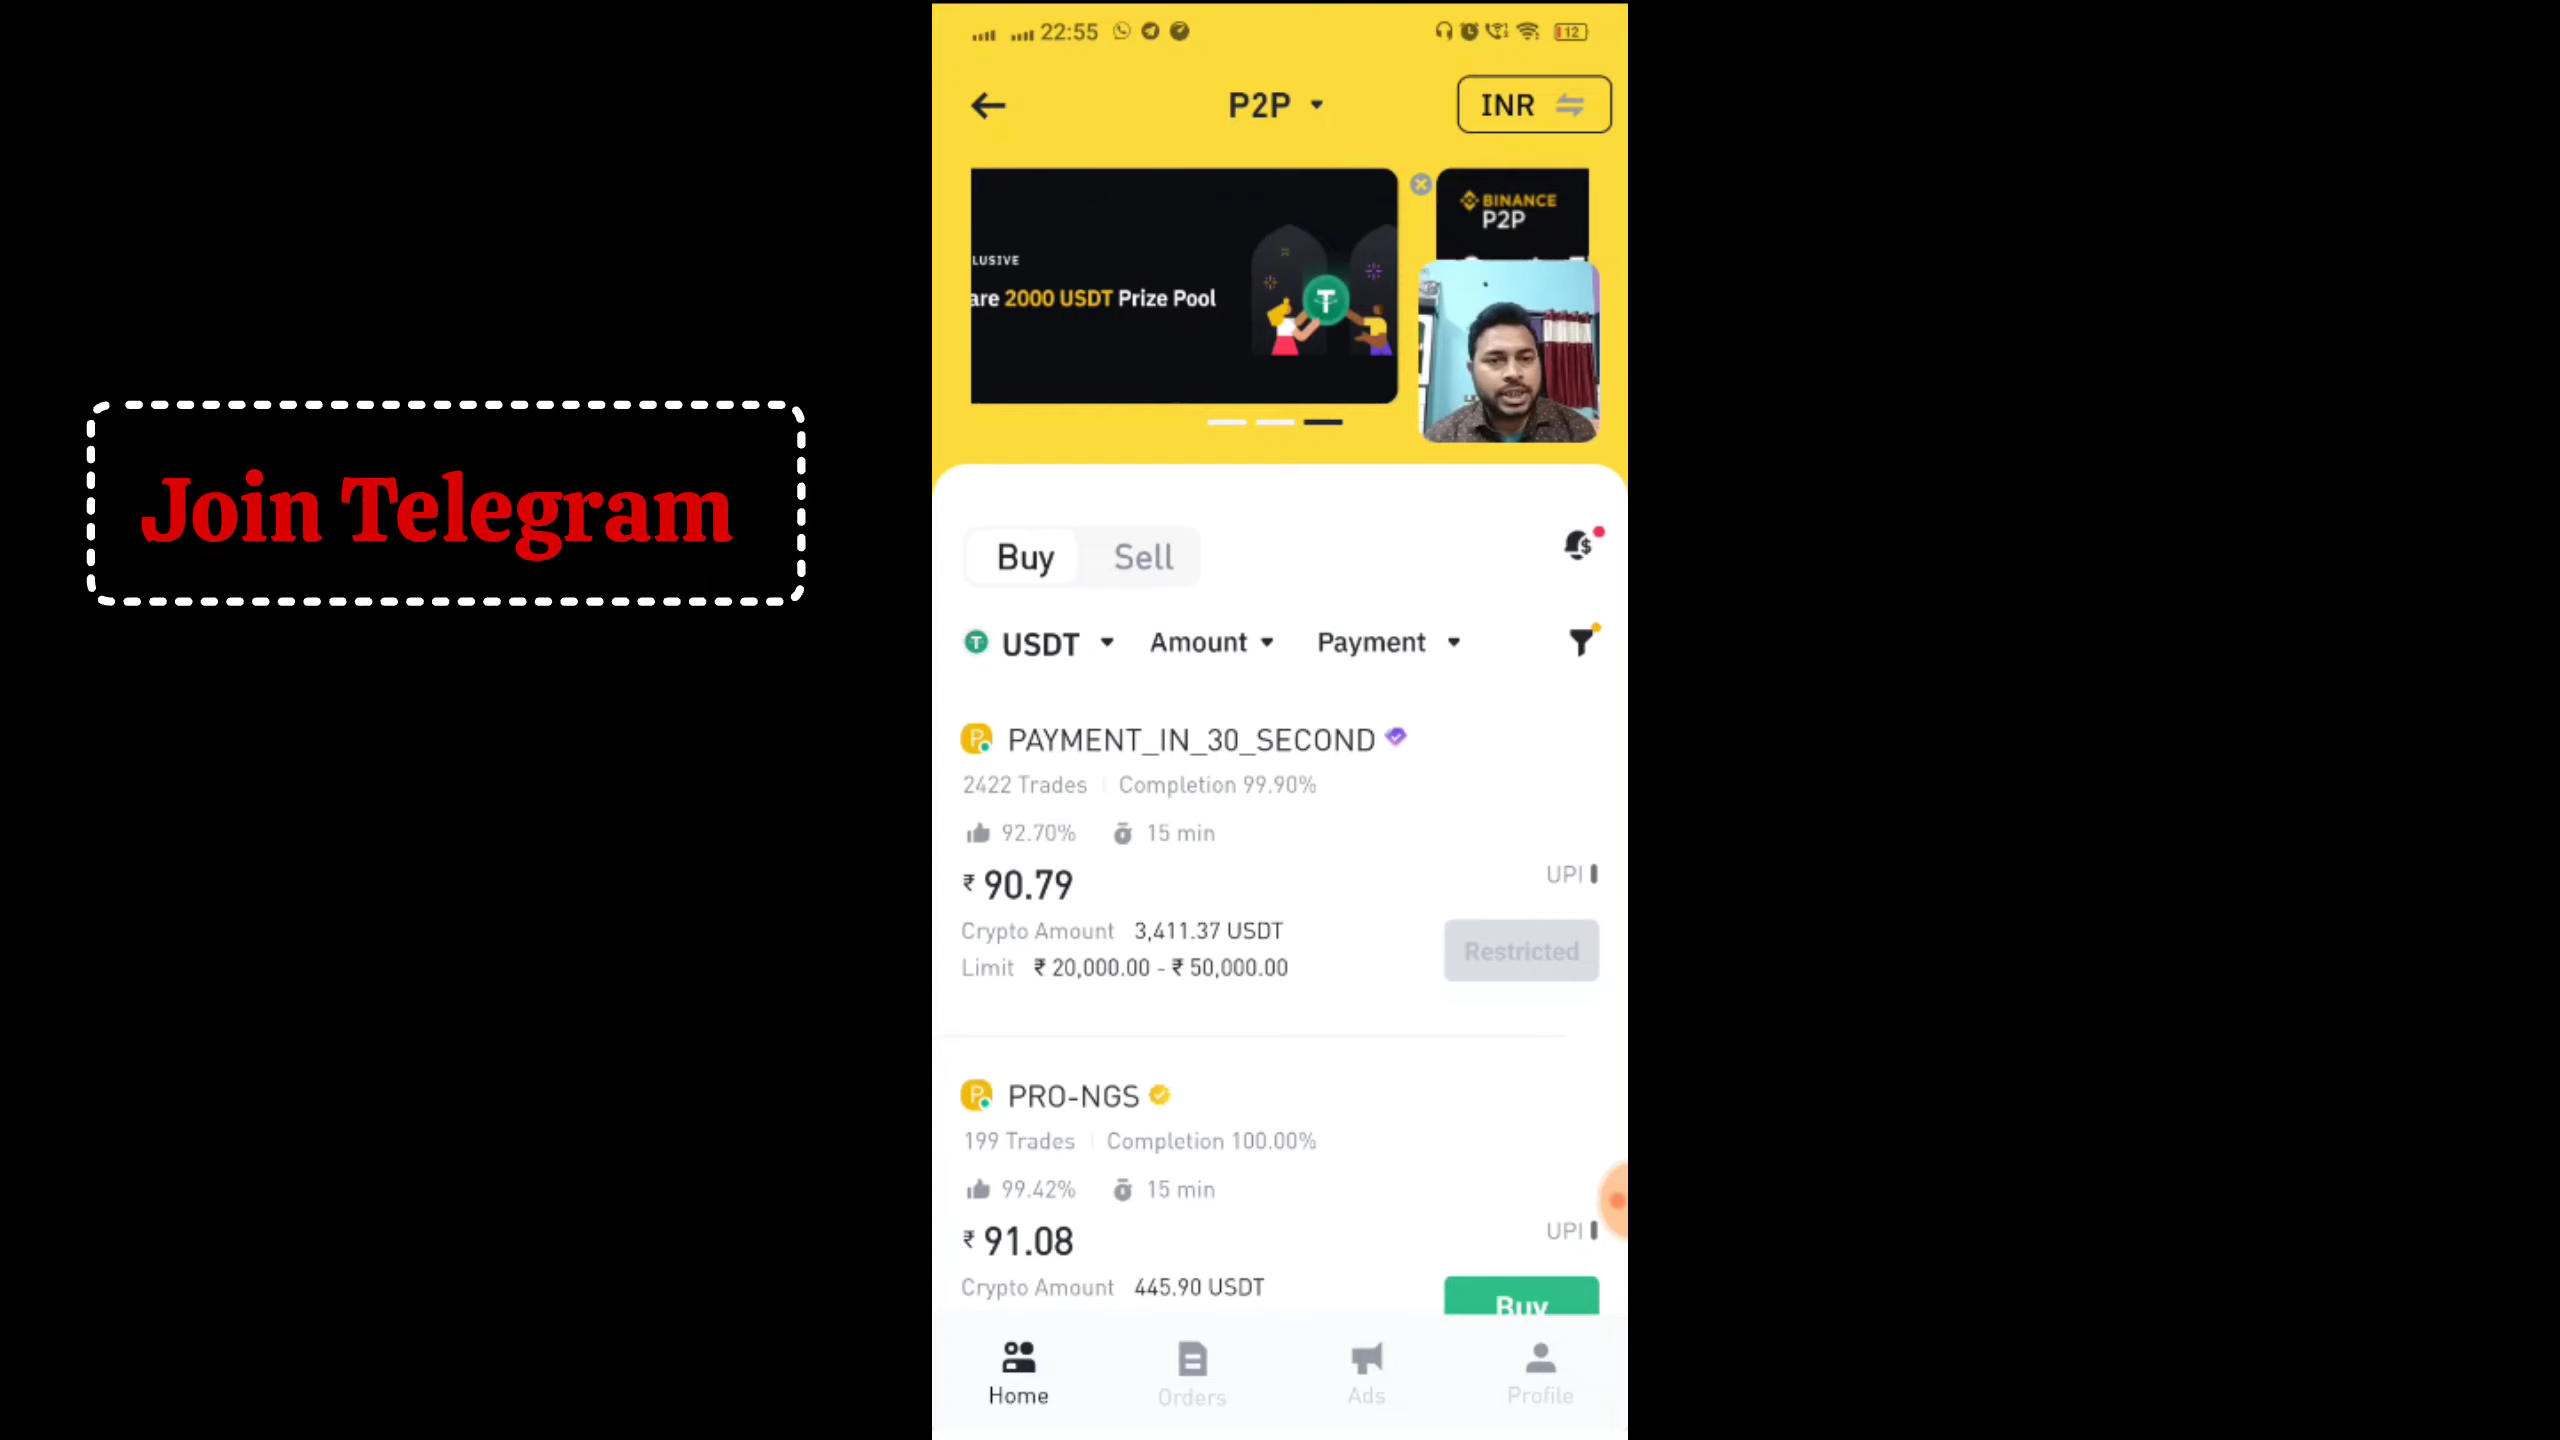 22:55
12
P2P
INR
LUSIVE
are 2000 USDT Prize Pool
BINANCE
P2P
Join Telegram
Buy Sell
USDT Amount Payment
PAYMENT_IN_30_SECOND
2422 Trades Completion 99.90%
92.70% 15 min
₹ 90.79
UPI
Crypto Amount 3,411.37 USDT
Restricted
Limit ₹ 20,000.00 - ₹ 50,000.00
PRO-NGS
199 Trades Completion 100.00%
99.42% 15 min
₹ 91.08
UPI
Crypto Amount 445.90 USDT
Buy
Home Orders Ads Profile